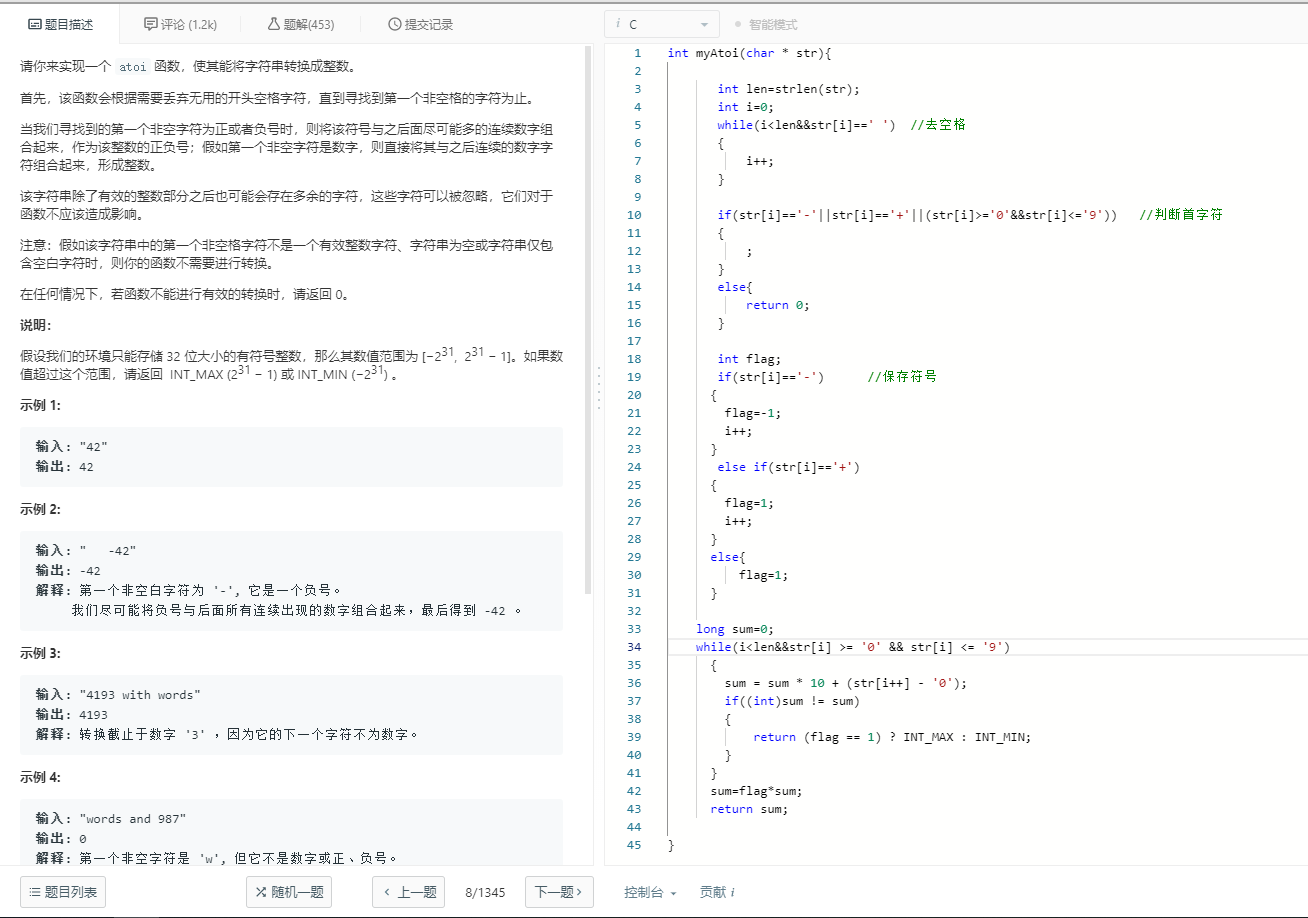 题目描述
评论 (1.2k)
题解(453)
提交记录
请你来实现一个 atoi 函数，使其能将字符串转换成整数。
首先，该函数会根据需要丢弃无用的开头空格字符，直到寻找到第一个非空格的字符为止。
当我们寻找到的第一个非空字符为正或者负号时，则将该符号与之后面尽可能多的连续数字组
合起来，作为该整数的正负号；假如第一个非空字符是数字，则直接将其与之后连续的数字字
符组合起来，形成整数。
该字符串除了有效的整数部分之后也可能会存在多余的字符，这些字符可以被忽略，它们对于
函数不应该造成影响。
注意：假如该字符串中的第一个非空格字符不是一个有效整数字符、字符串为空或字符串仅包
含空白字符时，则你的函数不需要进行转换。
在任何情况下，若函数不能进行有效的转换时，请返回 0。
说明：
假设我们的环境只能存储 32 位大小的有符号整数，那么其数值范围为 [−2^31, 2^31 − 1]。如果数
值超过这个范围，请返回 INT_MAX (2^31 − 1) 或 INT_MIN (−2^31) 。
示例 1:
输入: "42"
输出: 42
示例 2:
输入: "   -42"
输出: -42
解释: 第一个非空白字符为 '-', 它是一个负号。
我们尽可能将负号与后面所有连续出现的数字组合起来，最后得到 -42 。
示例 3:
输入: "4193 with words"
输出: 4193
解释: 转换截止于数字 '3' ，因为它的下一个字符不为数字。
示例 4:
输入: "words and 987"
输出: 0
解释: 第一个非空字符是 'w', 但它不是数字或正、负号。
题目列表
随机一题
上一题
8/1345
下一题
i C
智能模式
1 int myAtoi(char * str){
2
3 int len=strlen(str);
4 int i=0;
5 while(i<len&&str[i]==' ')  //去空格
6 {
7 i++;
8 }
9
10 if(str[i]=='-'||str[i]=='+'||(str[i]>='0'&&str[i]<='9'))   //判断首字符
11 {
12 ;
13 }
14 else{
15 return 0;
16 }
17
18 int flag;
19 if(str[i]=='-')      //保存符号
20 {
21 flag=-1;
22 i++;
23 }
24 else if(str[i]=='+')
25 {
26 flag=1;
27 i++;
28 }
29 else{
30 flag=1;
31 }
32
33 long sum=0;
34 while(i<len&&str[i] >= '0' && str[i] <= '9')
35 {
36 sum = sum * 10 + (str[i++] - '0');
37 if((int)sum != sum)
38 {
39 return (flag == 1) ? INT_MAX : INT_MIN;
40 }
41 }
42 sum=flag*sum;
43 return sum;
44
45 }
控制台
贡献 i